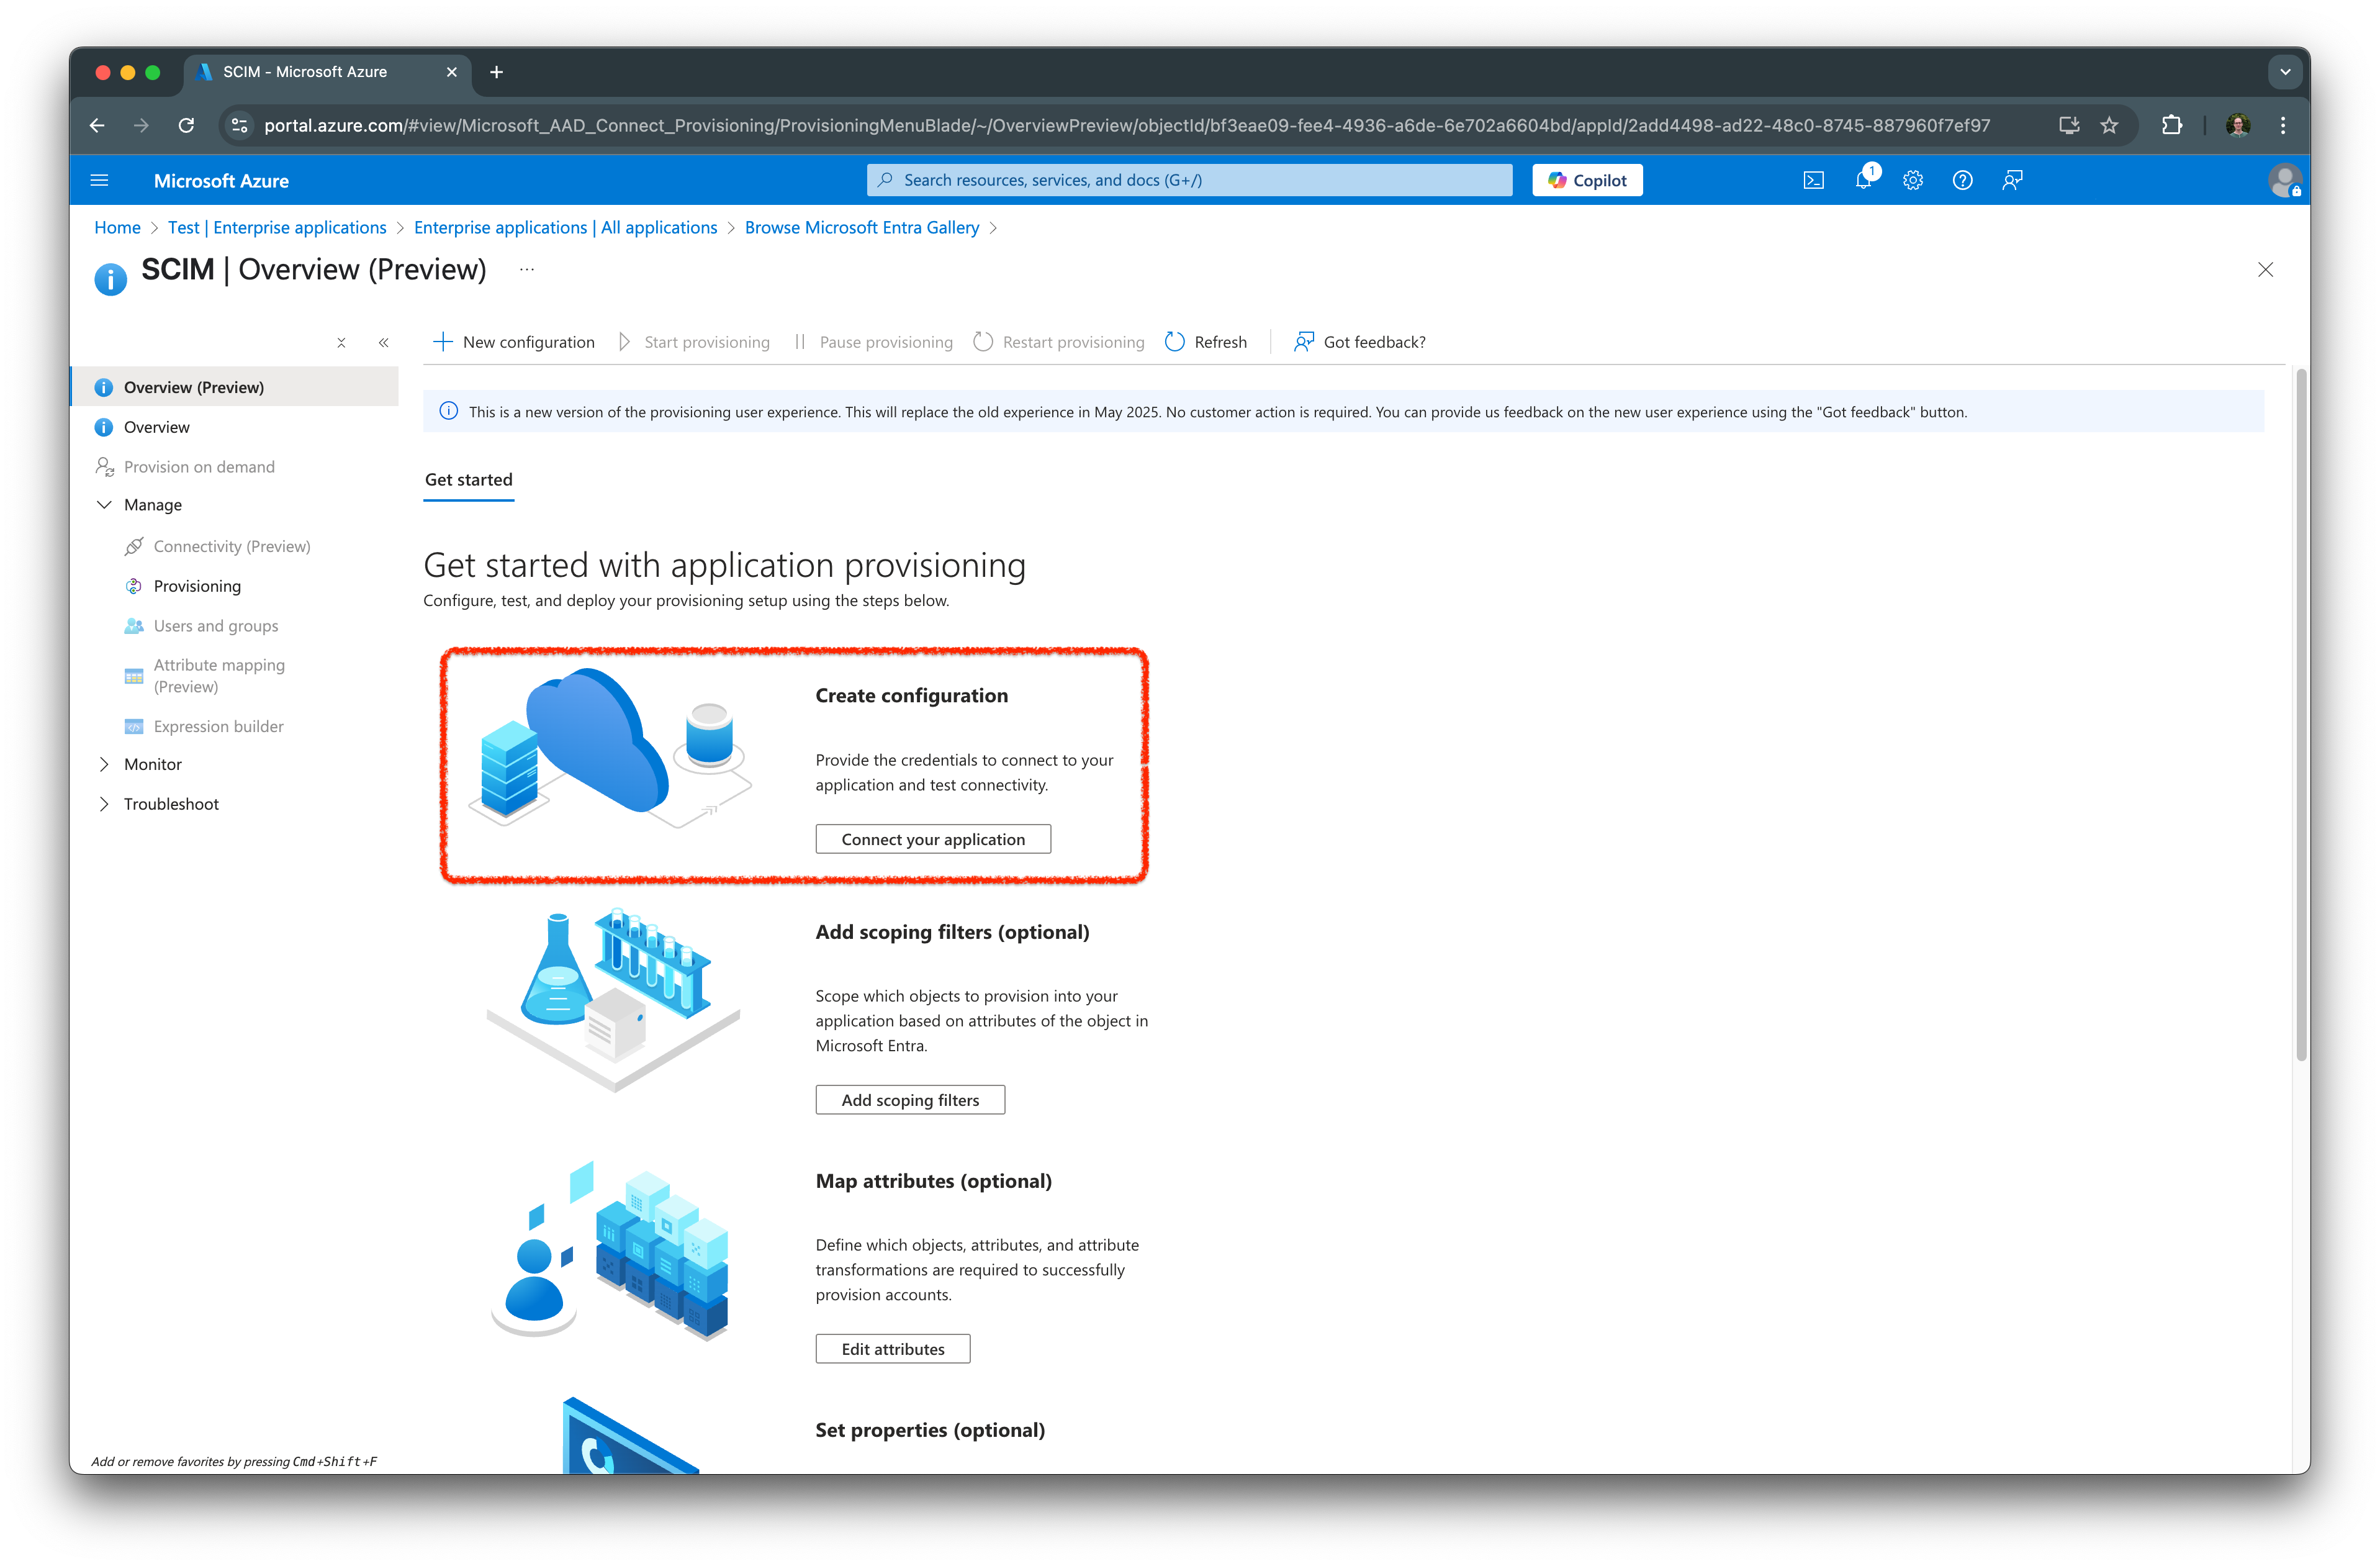 SCIM - Microsoft Azure
portal.azure.com/#view/Microsoft_AAD_Connect_Provisioning/ProvisioningMenuBlade/~/OverviewPreview/objectId/bf3eae09-fee4-4936-a6de-6e702a6604bd/appId/2add4498-ad22-48c0-8745-887960f7ef97
Microsoft Azure
Search resources, services, and docs (G+/)
Copilot
1
Home > Test | Enterprise applications > Enterprise applications | All applications > Browse Microsoft Entra Gallery >
SCIM | Overview (Preview) ...
New configuration
Start provisioning
Pause provisioning
Restart provisioning
Refresh
Got feedback?
Overview (Preview)
Overview
Provision on demand
Manage
Connectivity (Preview)
Provisioning
Users and groups
Attribute mapping
(Preview)
Expression builder
Monitor
Troubleshoot
This is a new version of the provisioning user experience. This will replace the old experience in May 2025. No customer action is required. You can provide us feedback on the new user experience using the "Got feedback" button.
Get started
Get started with application provisioning
Configure, test, and deploy your provisioning setup using the steps below.
Create configuration
Provide the credentials to connect to your
application and test connectivity.
Connect your application
Add scoping filters (optional)
Scope which objects to provision into your
application based on attributes of the object in
Microsoft Entra.
Add scoping filters
Map attributes (optional)
Define which objects, attributes, and attribute
transformations are required to successfully
provision accounts.
Edit attributes
Set properties (optional)
Add or remove favorites by pressing Cmd+Shift+F